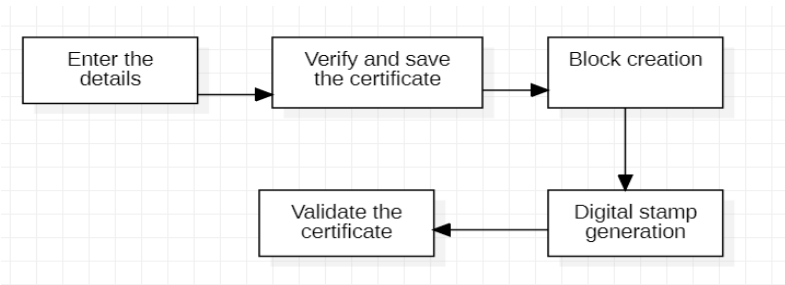 Enter the
details
Verify and save
the certificate
Block creation
Validate the
certificate
Digital stamp
generation